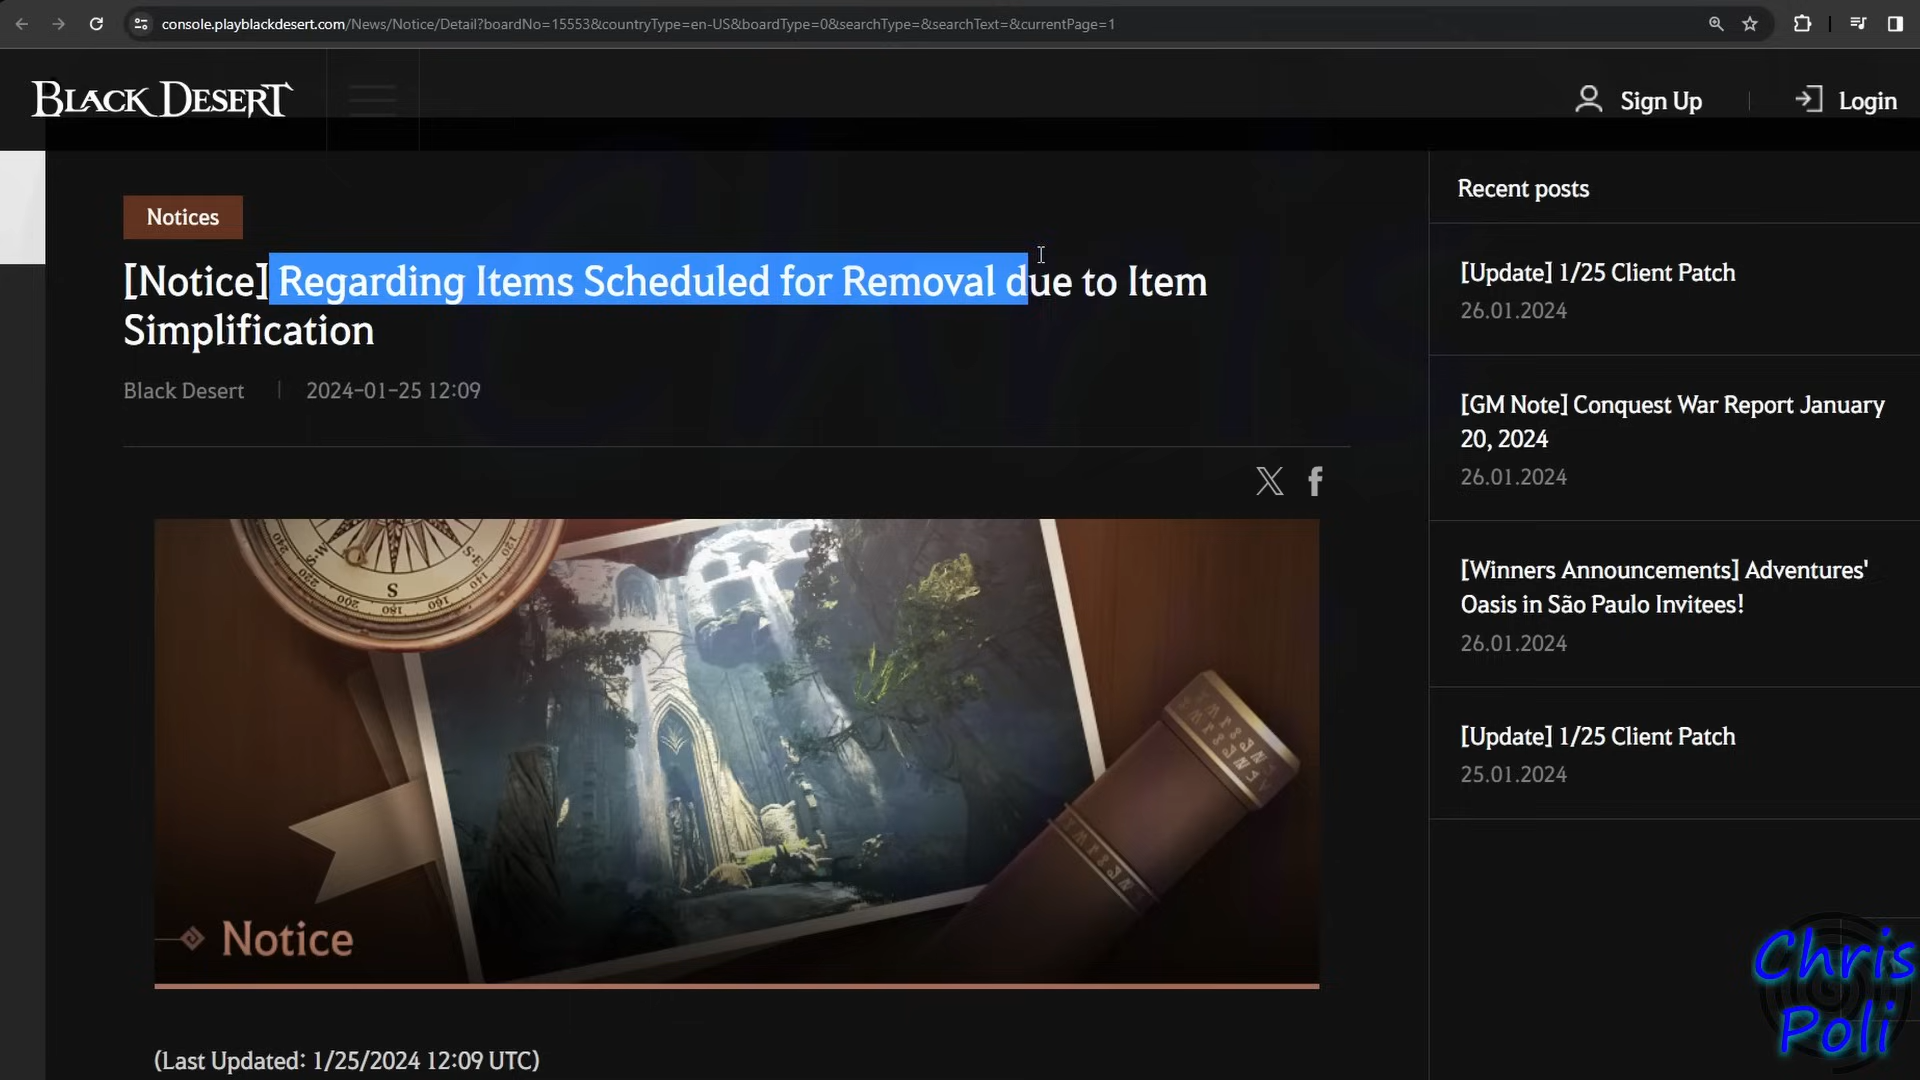 console.playblackdesert.com/News/Notice/Detail?boardNo=15553&countryType=en-US&boardType=0&searchType=&searchText=&currentPage=1
BLACK DESERT
Sign Up
Login
Notices
[Notice] Regarding Items Scheduled for Removal due to Item
Simplification
Black Desert
2024-01-25 12:09
Notice
(Last Updated: 1/25/2024 12:09 UTC)
Recent posts
[Update] 1/25 Client Patch
26.01.2024
[GM Note] Conquest War Report January
20, 2024
26.01.2024
[Winners Announcements] Adventures'
Oasis in São Paulo Invitees!
26.01.2024
[Update] 1/25 Client Patch
25.01.2024
Chris
Poli